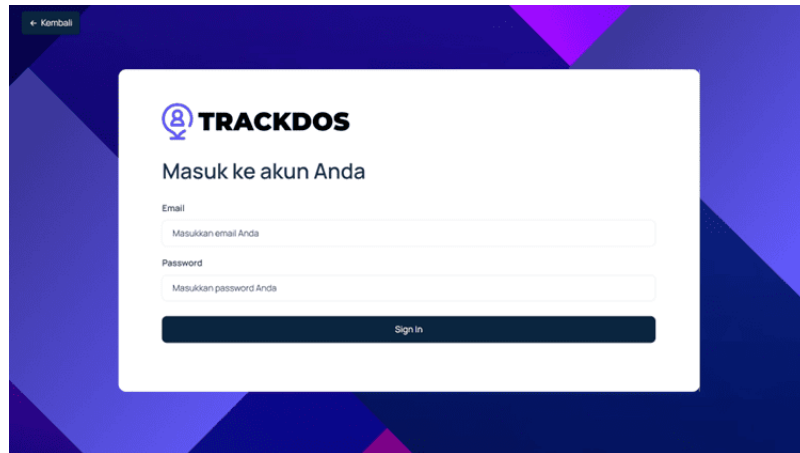 ← Kembali
TRACKDOS
Masuk ke akun Anda
Email
Masukkan email Anda
Password
Masukkan password Anda
Sign In